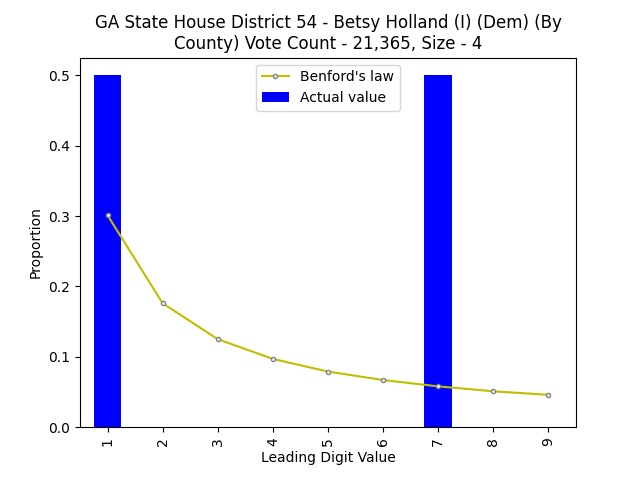 GA State House District 54 - Betsy Holland (I) (Dem) (By
County) Vote Count - 21,365, Size - 4
Benford's law
Actual value
0.5
0.4
0.3
0.2
0.1
0.0
Proportion
1 2 3 4 5 6 7 8 9
Leading Digit Value